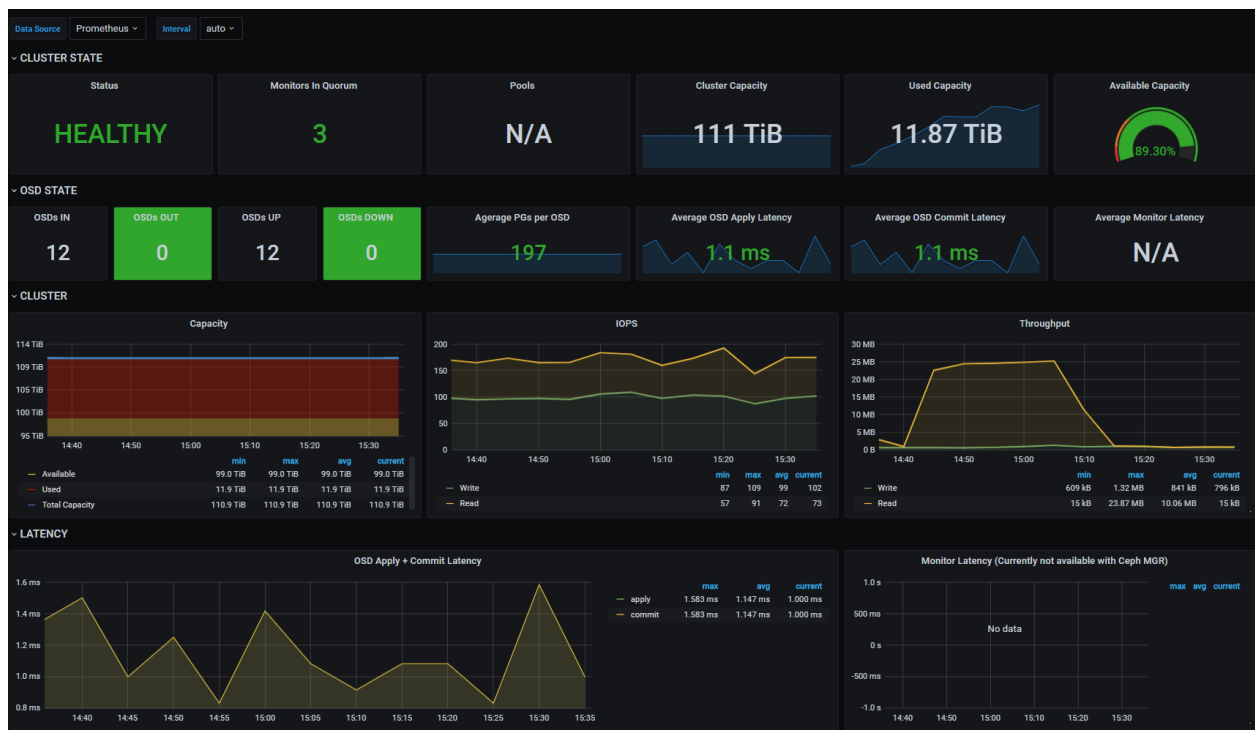 Data Source Prometheus Interval auto
CLUSTER STATE
Status Monitors In Quorum Pools Cluster Capacity Used Capacity Available Capacity
HEALTHY 3 N/A 111 TiB 11.87 TiB 89.30%
OSD STATE
OSDs IN OSDs OUT OSDs UP OSDs DOWN Agerage PGs per OSD Average OSD Apply Latency Average OSD Commit Latency Average Monitor Latency
12 0 12 0 197 1.1 ms 1.1 ms N/A
CLUSTER
Capacity
114 TiB
109 TiB
105 TiB
100 TiB
95 TiB
14:40 14:50 15:00 15:10 15:20 15:30
min max avg current
Available 99.0 TiB 99.0 TiB 99.0 TiB 99.0 TiB
Used 11.9 TiB 11.9 TiB 11.9 TiB 11.9 TiB
Total Capacity 110.9 TiB 110.9 TiB 110.9 TiB 110.9 TiB
IOPS
200
150
100
50
0
14:40 14:50 15:00 15:10 15:20 15:30
min max avg current
Write 87 109 99 102
Read 57 91 72 73
Throughput
30 MB
25 MB
20 MB
15 MB
10 MB
5 MB
0 B
14:40 14:50 15:00 15:10 15:20 15:30
min max avg current
Write 609 kB 1.32 MB 841 kB 796 kB
Read 15 kB 23.87 MB 10.06 MB 15 kB
LATENCY
OSD Apply + Commit Latency
1.6 ms
1.4 ms
1.2 ms
1.0 ms
0.8 ms
14:40 14:45 14:50 14:55 15:00 15:05 15:10 15:15 15:20 15:25 15:30 15:35
max avg current
apply 1.583 ms 1.147 ms 1.000 ms
commit 1.583 ms 1.147 ms 1.000 ms
Monitor Latency (Currently not available with Ceph MGR)
1.0 s
500 ms
0 s
-500 ms
-1.0 s
No data
14:40 14:50 15:00 15:10 15:20 15:30
max avg current